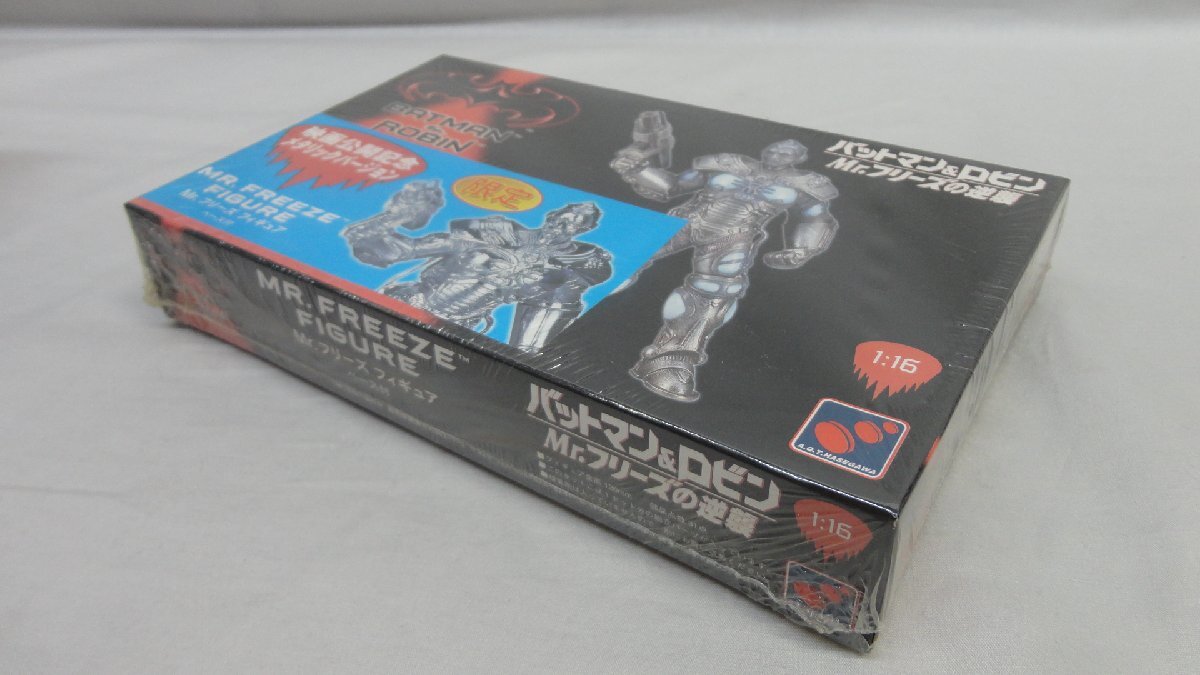 BATMAN™
&
ROBIN
映画公開記念
メタリックバージョン
限定
MR. FREEZE™
FIGURE
Mr.フリーズ フィギュア
バットマン&ロビン
Mr.フリーズの逆襲
1:16
A.G.T.HASEGAWA
MR. FREEZE™
FIGURE
Mr.フリーズ フィギュア
バットマン&ロビン
Mr.フリーズの逆襲
1:16